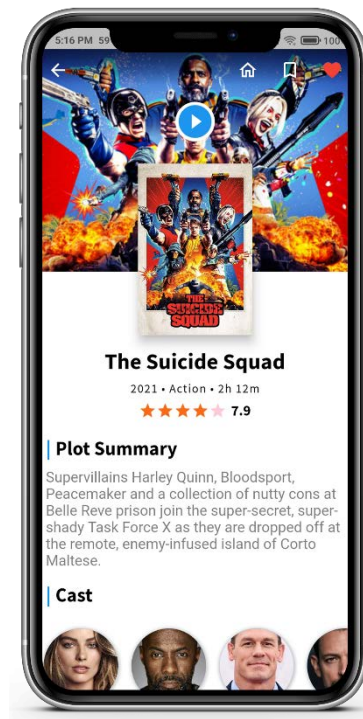 5:16 PM 59
100
THE
SUICIDE
SQUAD
The Suicide Squad
2021 • Action • 2h 12m
7.9
Plot Summary
Supervillains Harley Quinn, Bloodsport,
Peacemaker and a collection of nutty cons at
Belle Reve prison join the super-secret, super-
shady Task Force X as they are dropped off at
the remote, enemy-infused island of Corto
Maltese.
Cast